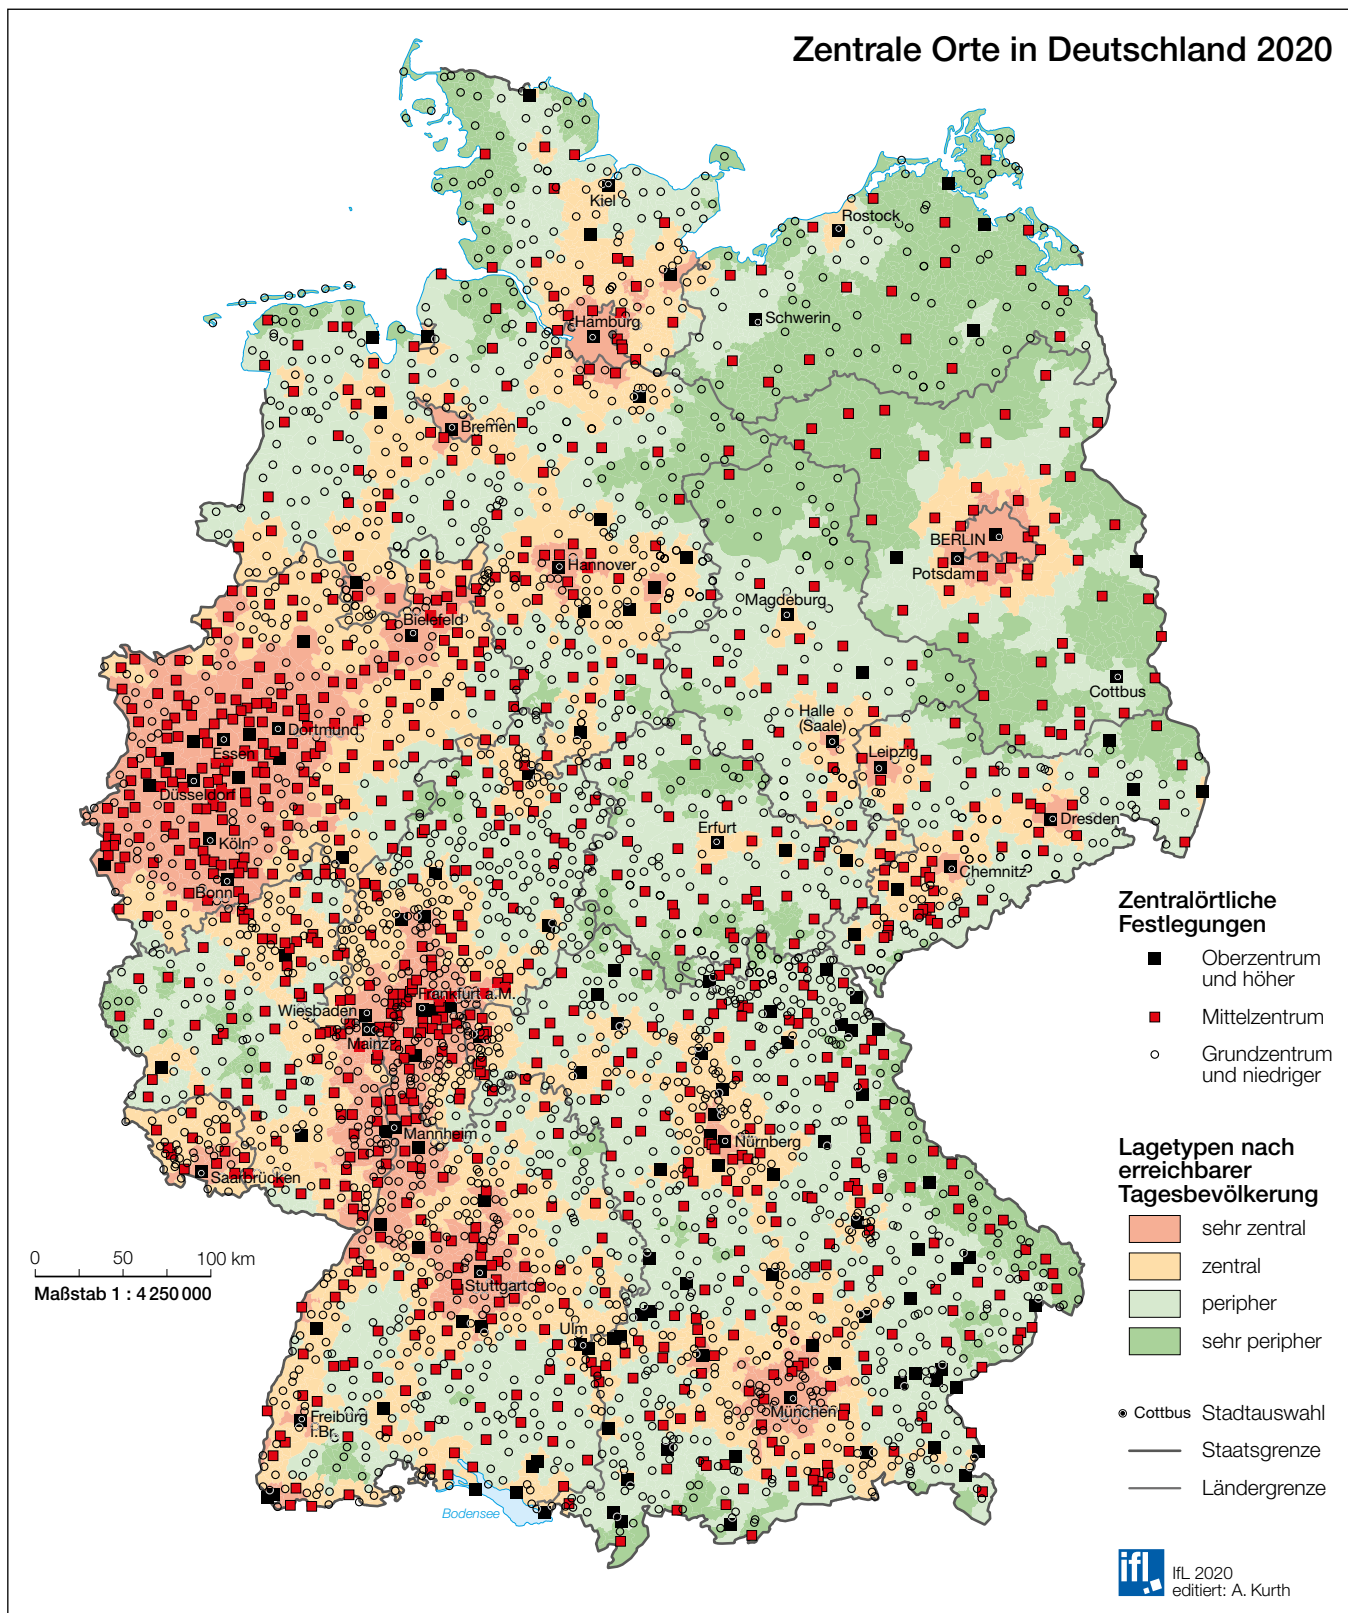 Zentrale Orte in Deutschland 2020
Kiel
Rostock
Schwerin
Hamburg
Bremen
BERLIN
Potsdam
Hannover
Magdeburg
Bielefeld
Cottbus
Halle
(Saale)
Leipzig
Dortmund
Essen
Düsseldorf
Dresden
Erfurt
Köln
Chemnitz
Bonn
Frankfurt a.M.
Wiesbaden
Mainz
Mannheim
Nürnberg
Saarbrücken
Stuttgart
Ulm
München
Freiburg
i.Br.
Bodensee
0 50 100 km
Maßstab 1 : 4 250 000
Zentralörtliche
Festlegungen
Oberzentrum
und höher
Mittelzentrum
Grundzentrum
und niedriger
Lagetypen nach
erreichbarer
Tagesbevölkerung
sehr zentral
zentral
peripher
sehr peripher
Cottbus Stadtauswahl
Staatsgrenze
Ländergrenze
ifl
IfL 2020
editiert: A. Kurth